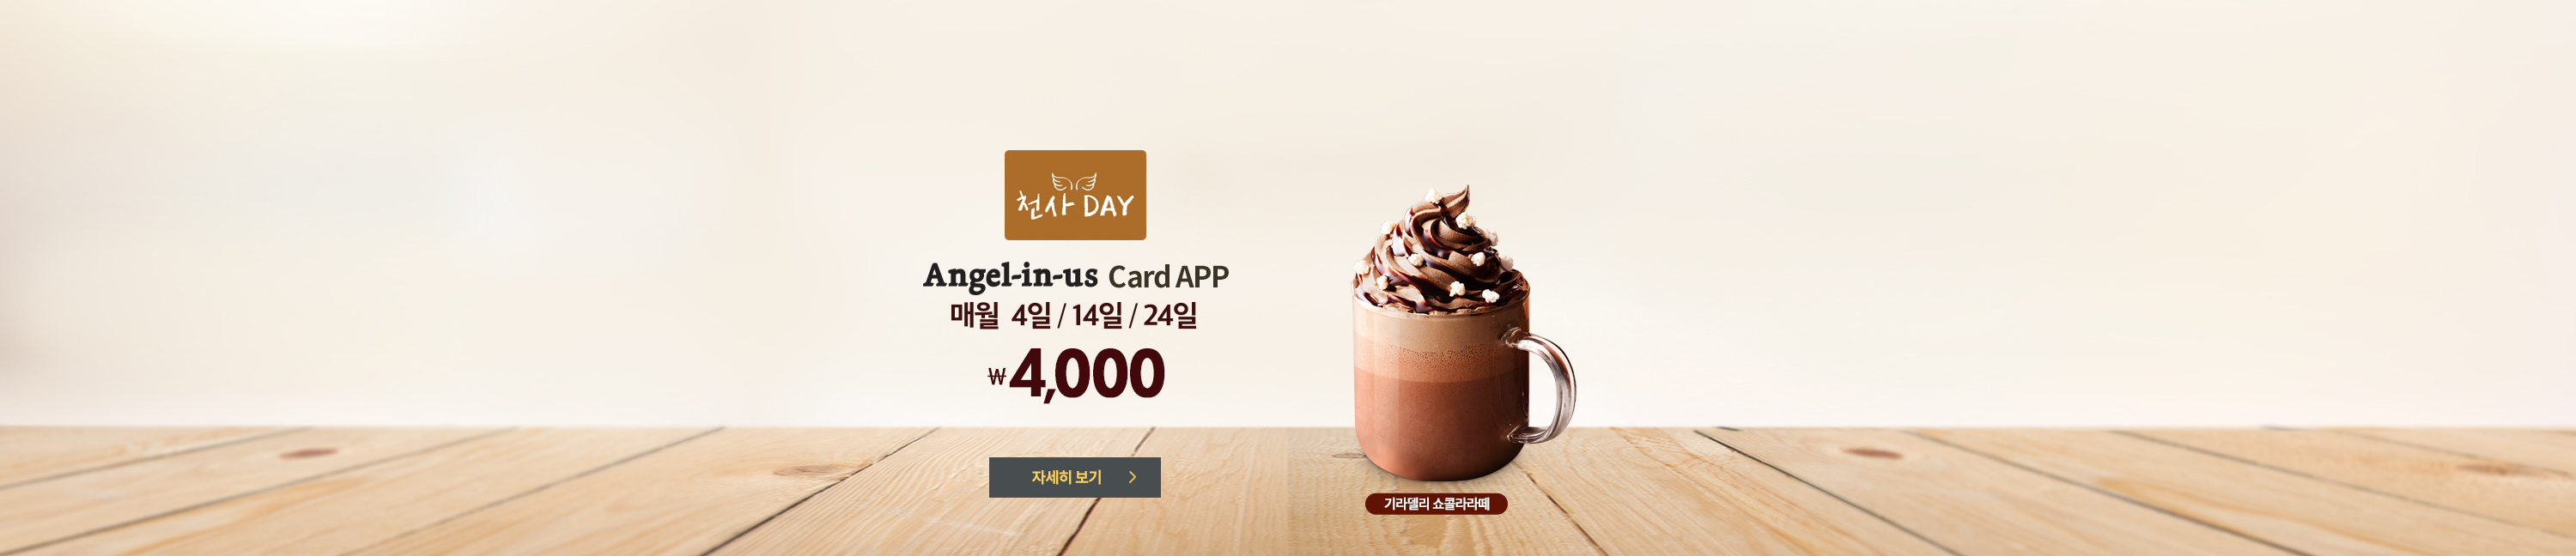 천사 DAY
Angel-in-us Card APP
매월 4일 / 14일 / 24일
₩4,000
자세히 보기 >
기라델리 쇼콜라라떼